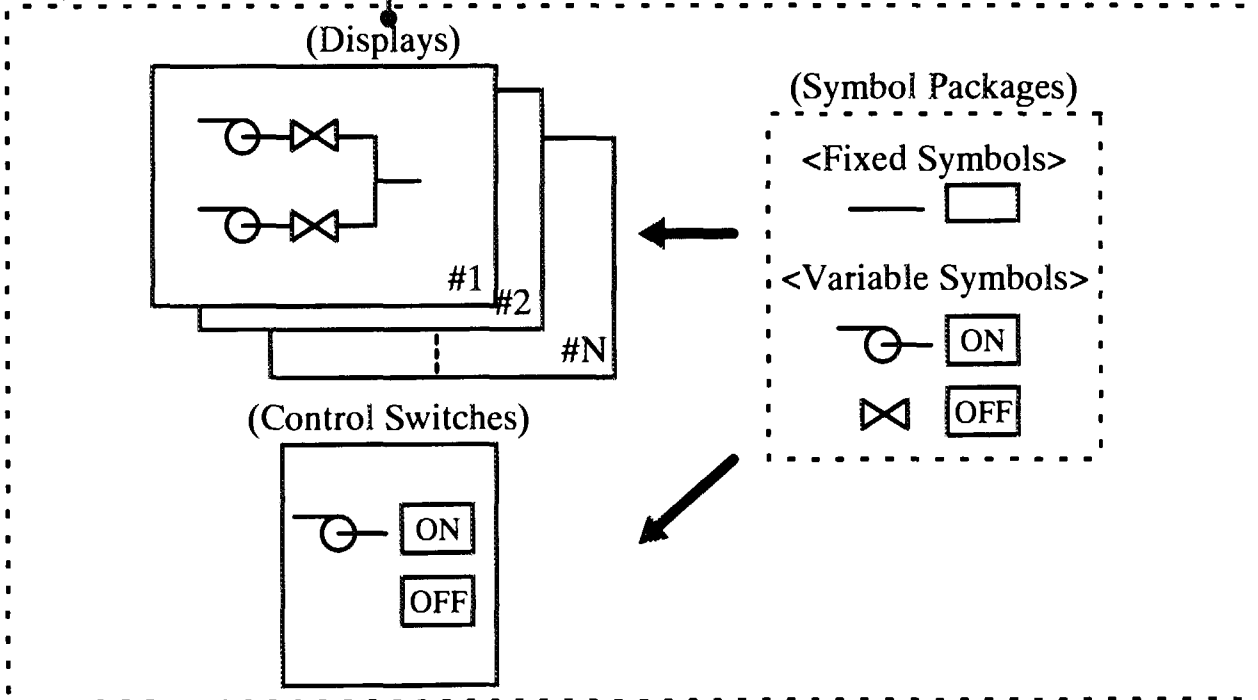 (Displays)
#1
#2
#N
(Control Switches)
ON
OFF
(Symbol Packages)
<Fixed Symbols>
<Variable Symbols>
ON
OFF